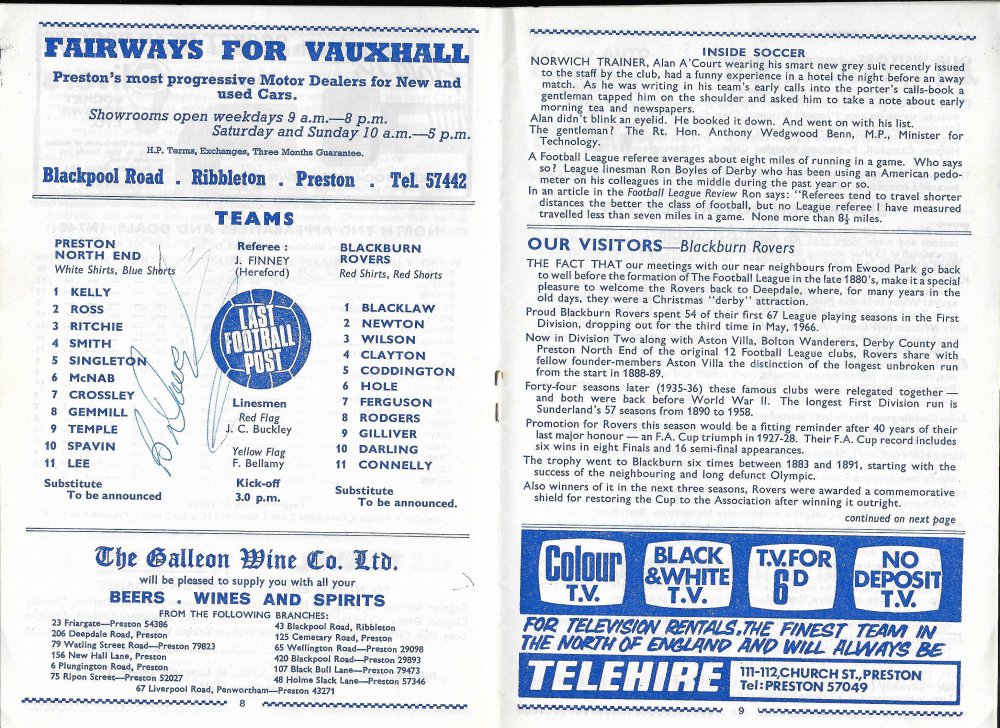 FAIRWAYS FOR VAUXHALL
Preston's most progressive Motor Dealers for New and
used Cars.
Showrooms open weekdays 9 a.m.—8 p.m.
Saturday and Sunday 10 a.m.—5 p.m.
H.P. Terms, Exchanges, Three Months Guarantee.
Blackpool Road . Ribbleton . Preston . Tel. 57442
TEAMS
PRESTON
NORTH END
White Shirts, Blue Shorts
1 KELLY
2 ROSS
3 RITCHIE
4 SMITH
5 SINGLETON
6 McNAB
7 CROSSLEY
8 GEMMILL
9 TEMPLE
10 SPAVIN
11 LEE
Substitute
To be announced
Referee :
J. FINNEY
(Hereford)
LAST
FOOTBALL
POST
Linesmen
Red Flag
J. C. Buckley
Yellow Flag
F. Bellamy
Kick-off
3.0 p.m.
BLACKBURN
ROVERS
Red Shirts, Red Shorts
1 BLACKLAW
2 NEWTON
3 WILSON
4 CLAYTON
5 CODDINGTON
6 HOLE
7 FERGUSON
8 RODGERS
9 GILLIVER
10 DARLING
11 CONNELLY
Substitute
To be announced.
The Galleon Wine Co. Ltd.
will be pleased to supply you with all your
BEERS . WINES AND SPIRITS
FROM THE FOLLOWING BRANCHES:
23 Friargate—Preston 54386
206 Deepdale Road, Preston
79 Watling Street Road—Preston 79823
156 New Hall Lane, Preston
6 Plungington Road, Preston
75 Ripon Street—Preston 52027
43 Blackpool Road, Ribbleton
125 Cemetary Road, Preston
65 Wellington Road—Preston 29098
420 Blackpool Road—Preston 29893
107 Black Bull Lane—Preston 79473
48 Holme Slack Lane—Preston 57346
67 Liverpool Road, Penwortham—Preston 43271
8
INSIDE SOCCER
NORWICH TRAINER, Alan A'Court wearing his smart new grey suit recently issued
to the staff by the club, had a funny experience in a hotel the night before an away
match. As he was writing in his team's early calls into the porter's calls-book a
gentleman tapped him on the shoulder and asked him to take a note about early
morning tea and newspapers.
Alan didn't blink an eyelid. He booked it down. And went on with his list.
The gentleman? The Rt. Hon. Anthony Wedgwood Benn, M.P., Minister for
Technology.
A Football League referee averages about eight miles of running in a game. Who says
so? League linesman Ron Boyles of Derby who has been using an American pedo-
meter on his colleagues in the middle during the past year or so.
In an article in the Football League Review Ron says: "Referees tend to travel shorter
distances the better the class of football, but no League referee I have measured
travelled less than seven miles in a game. None more than 8½ miles.
OUR VISITORS—Blackburn Rovers
THE FACT THAT our meetings with our near neighbours from Ewood Park go back
to well before the formation of The Football League in the late 1880's, make it a special
pleasure to welcome the Rovers back to Deepdale, where, for many years in the
old days, they were a Christmas "derby" attraction.
Proud Blackburn Rovers spent 54 of their first 67 League playing seasons in the First
Division, dropping out for the third time in May, 1966.
Now in Division Two along with Aston Villa, Bolton Wanderers, Derby County and
Preston North End of the original 12 Football League clubs, Rovers share with
fellow founder-members Aston Villa the distinction of the longest unbroken run
from the start in 1888-89.
Forty-four seasons later (1935-36) these famous clubs were relegated together —
and both were back before World War II. The longest First Division run is
Sunderland's 57 seasons from 1890 to 1958.
Promotion for Rovers this season would be a fitting reminder after 40 years of their
last major honour — an F.A. Cup triumph in 1927-28. Their F.A. Cup record includes
six wins in eight Finals and 16 semi-final appearances.
The trophy went to Blackburn six times between 1883 and 1891, starting with the
success of the neighbouring and long defunct Olympic.
Also winners of it in the next three seasons, Rovers were awarded a commemorative
shield for restoring the Cup to the Association after winning it outright.
continued on next page
Colour
T.V.
BLACK
&WHITE
T.V.
T.V.FOR
6D
NO
DEPOSIT
T.V.
FOR TELEVISION RENTALS, THE FINEST TEAM IN
THE NORTH OF ENGLAND AND WILL ALWAYS BE
TELEHIRE
111-112,CHURCH ST.,PRESTON
Tel:PRESTON 57049
9